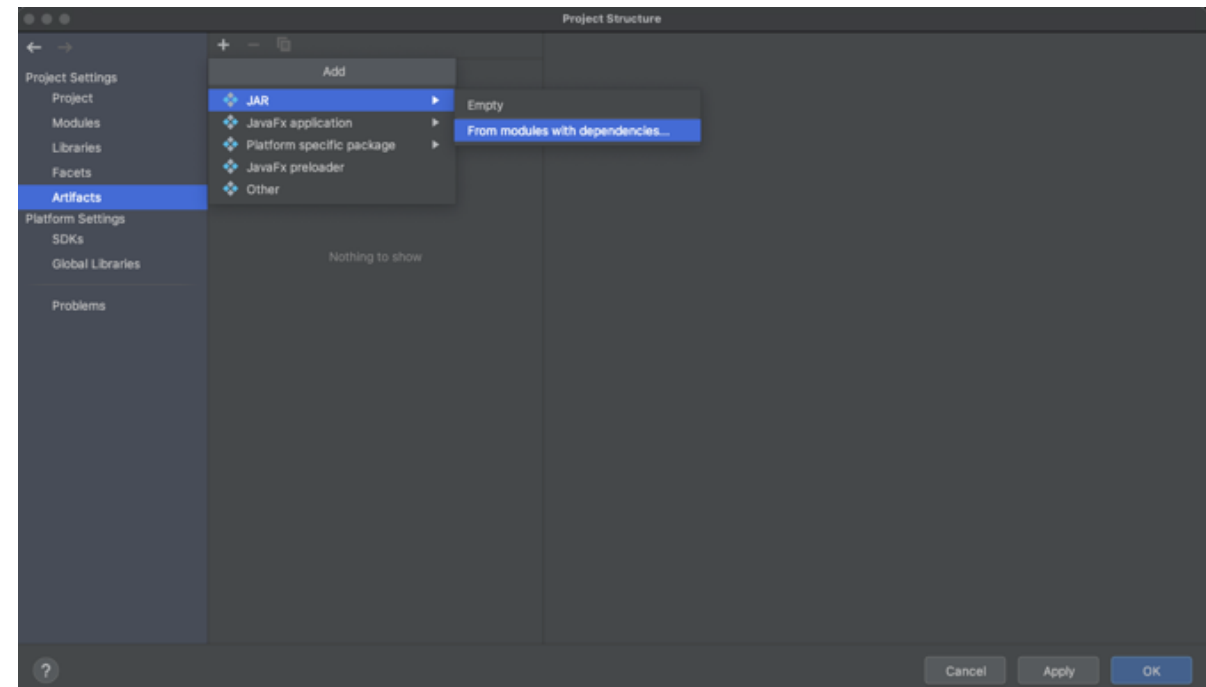 Project Structure
Project Settings
Project
Modules
Libraries
Facets
Artifacts
Platform Settings
SDKs
Global Libraries
Problems
Add
JAR
JavaFx application
Platform specific package
JavaFx preloader
Other
Empty
From modules with dependencies...
Nothing to show
?
Cancel
Apply
OK